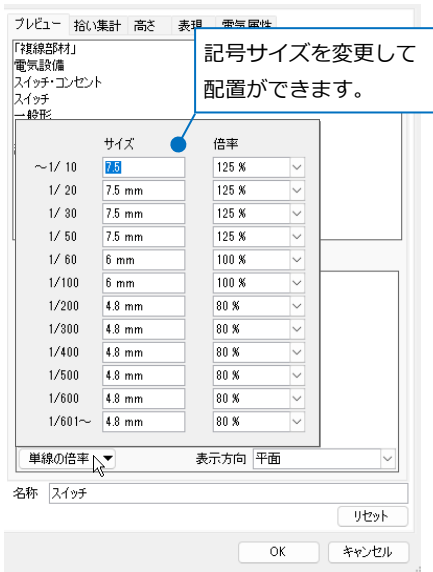 プレビュー 拾い集計 高さ 表現 電気属性
記号サイズを変更して
配置ができます。
「複線部材」
電気設備
スイッチ・コンセント
スイッチ
一般形
サイズ 倍率
～1/ 10 7.5 125 %
1/ 20 7.5 mm 125 %
1/ 30 7.5 mm 125 %
1/ 50 7.5 mm 125 %
1/ 60 6 mm 100 %
1/100 6 mm 100 %
1/200 4.8 mm 80 %
1/300 4.8 mm 80 %
1/400 4.8 mm 80 %
1/500 4.8 mm 80 %
1/600 4.8 mm 80 %
1/601～ 4.8 mm 80 %
単線の倍率 表示方向 平面
名称 スイッチ
リセット
OK キャンセル